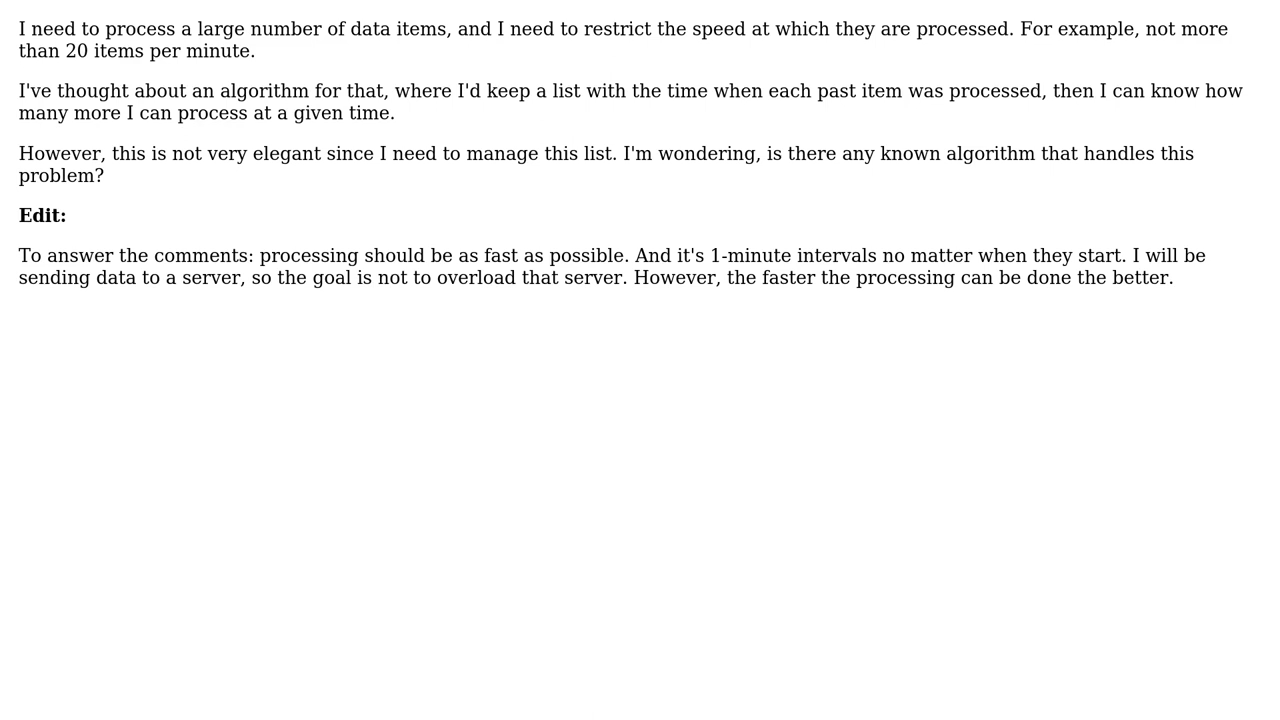 I need to process a large number of data items, and I need to restrict the speed at which they are processed. For example, not more
than 20 items per minute.
I've thought about an algorithm for that, where I'd keep a list with the time when each past item was processed, then I can know how
many more I can process at a given time.
However, this is not very elegant since I need to manage this list. I'm wondering, is there any known algorithm that handles this
problem?
Edit:
To answer the comments: processing should be as fast as possible. And it's 1-minute intervals no matter when they start. I will be
sending data to a server, so the goal is not to overload that server. However, the faster the processing can be done the better.